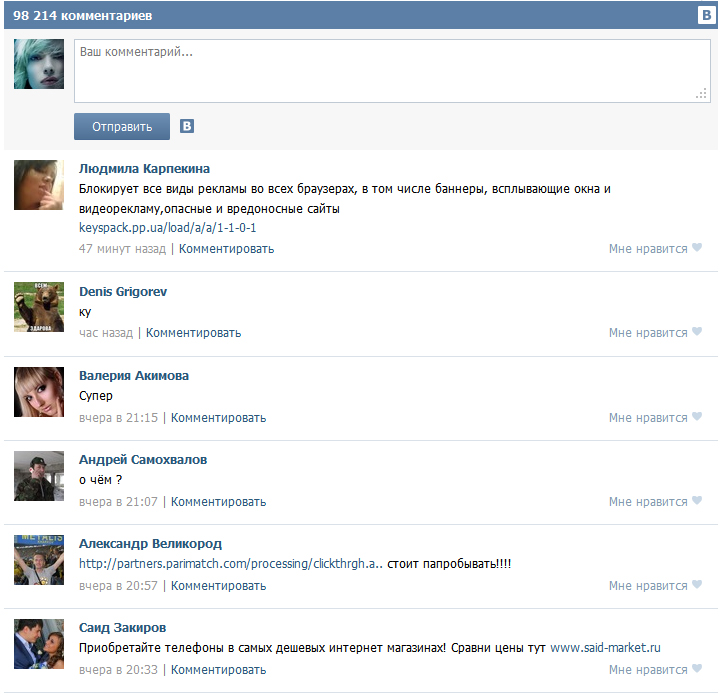 98 214 комментариев
B
Ваш комментарий...
Отправить
B
Людмила Карпекина
Блокирует все виды рекламы во всех браузерах, в том числе баннеры, всплывающие окна и
видеорекламу,опасные и вредоносные сайты
keyspack.pp.ua/load/a/a/1-1-0-1
47 минут назад | Комментировать
Мне нравится
ВСЕМ
ЗДАРОВА
Denis Grigorev
ку
час назад | Комментировать
Мне нравится
Валерия Акимова
Супер
вчера в 21:15 | Комментировать
Мне нравится
Андрей Самохвалов
о чём ?
вчера в 21:07 | Комментировать
Мне нравится
METALIS
Александр Великород
http://partners.parimatch.com/processing/clickthrgh.a.. стоит папробывать!!!!
вчера в 20:57 | Комментировать
Мне нравится
Саид Закиров
Приобретайте телефоны в самых дешевых интернет магазинах! Сравни цены тут www.said-market.ru
вчера в 20:33 | Комментировать
Мне нравится